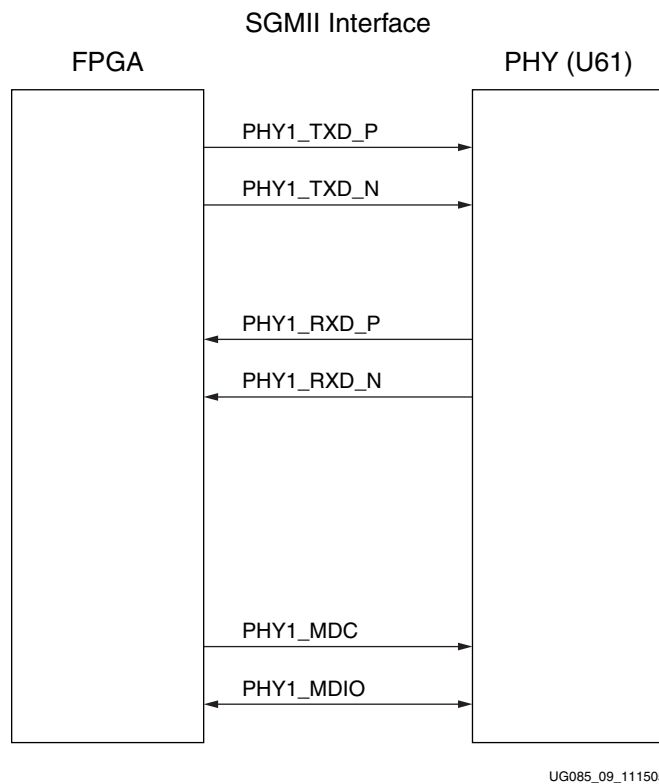 SGMII Interface
FPGA PHY (U61)
PHY1_TXD_P
PHY1_TXD_N
PHY1_RXD_P
PHY1_RXD_N
PHY1_MDC
PHY1_MDIO